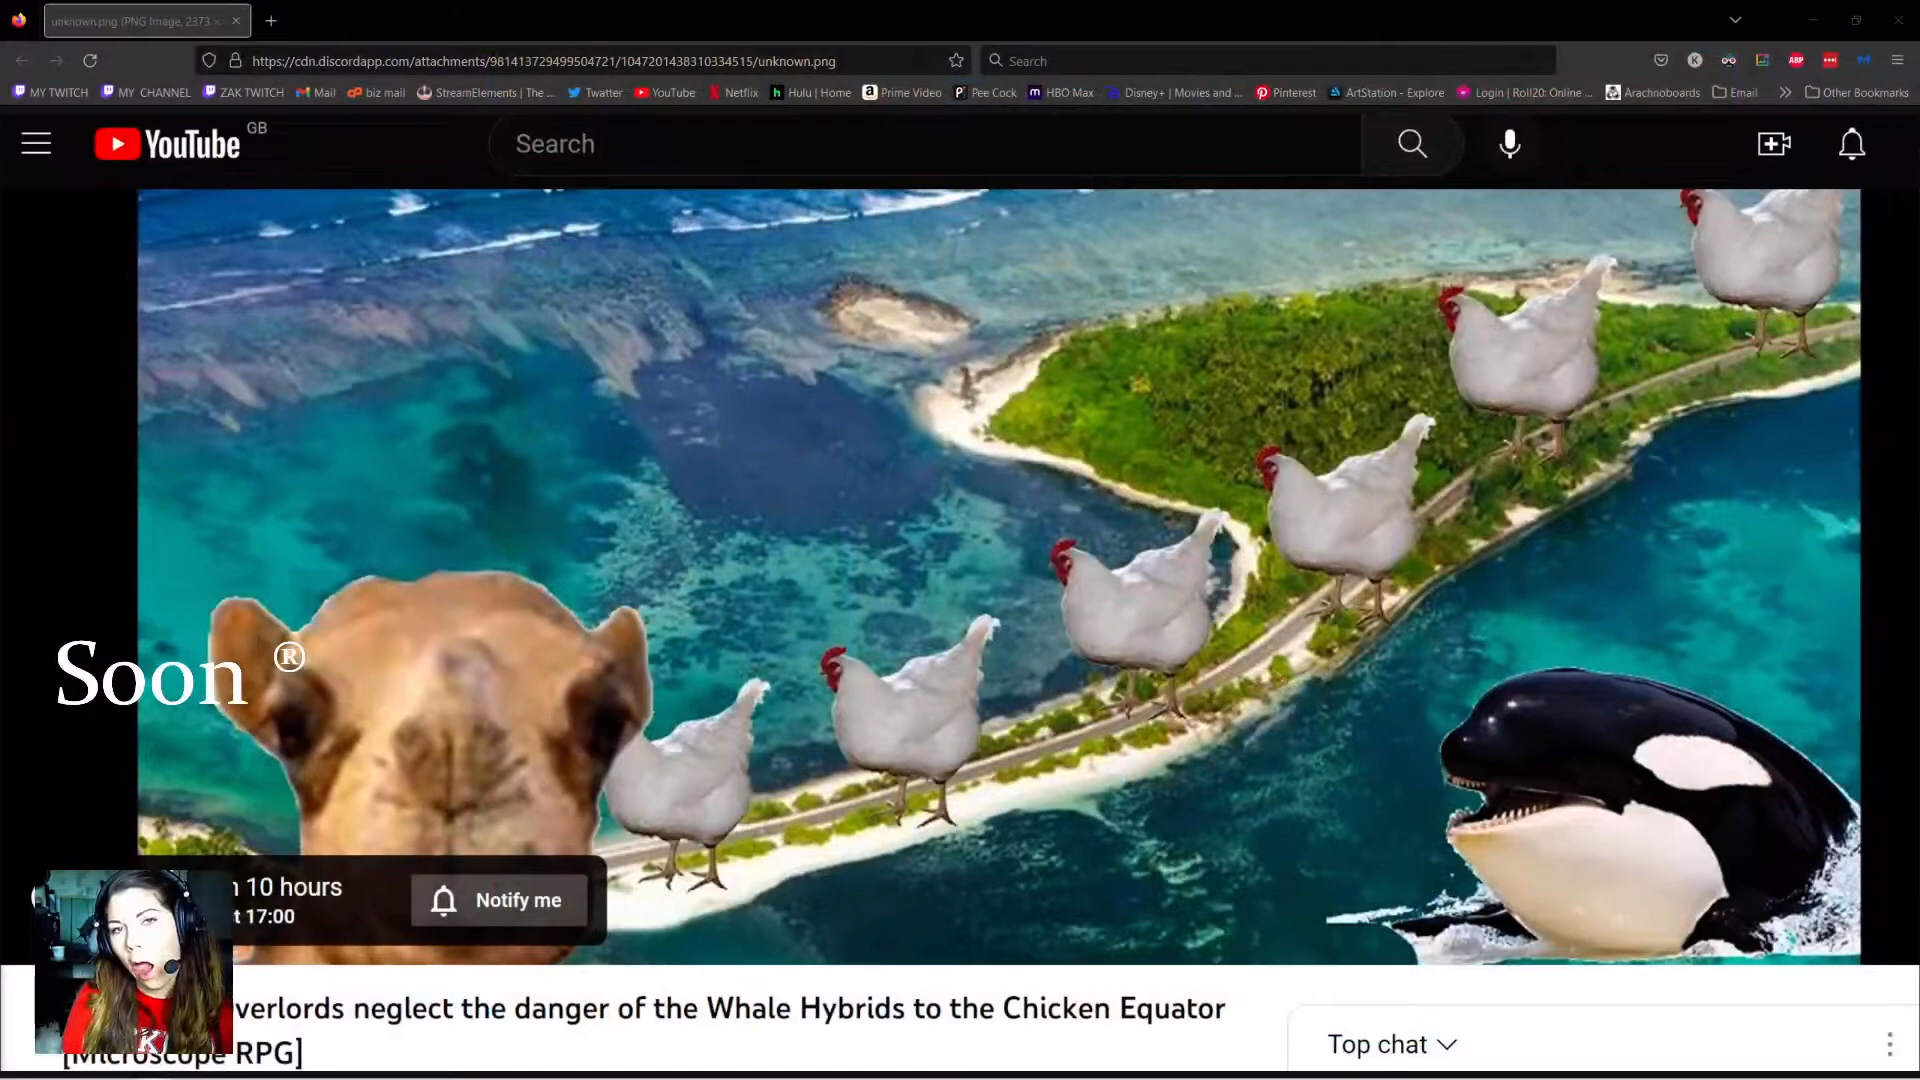 unknown.png (PNG Image, 2373
https://cdn.discordapp.com/attachments/981413729499504721/1047201438310334515/unknown.png
Search
ABP
MY TWITCH
MY CHANNEL
ZAK TWITCH
Mail
biz mail
StreamElements | The ...
Twatter
YouTube
Netflix
Hulu | Home
Prime Video
Pee Cock
HBO Max
Disney+ | Movies and ...
Pinterest
ArtStation - Explore
Login | Roll20: Online ...
Arachnoboards
Email
Other Bookmarks
YouTube GB
Search
Soon ®
10 hours
17:00
Notify me
verlords neglect the danger of the Whale Hybrids to the Chicken Equator
[Microscope RPG]
Top chat
K